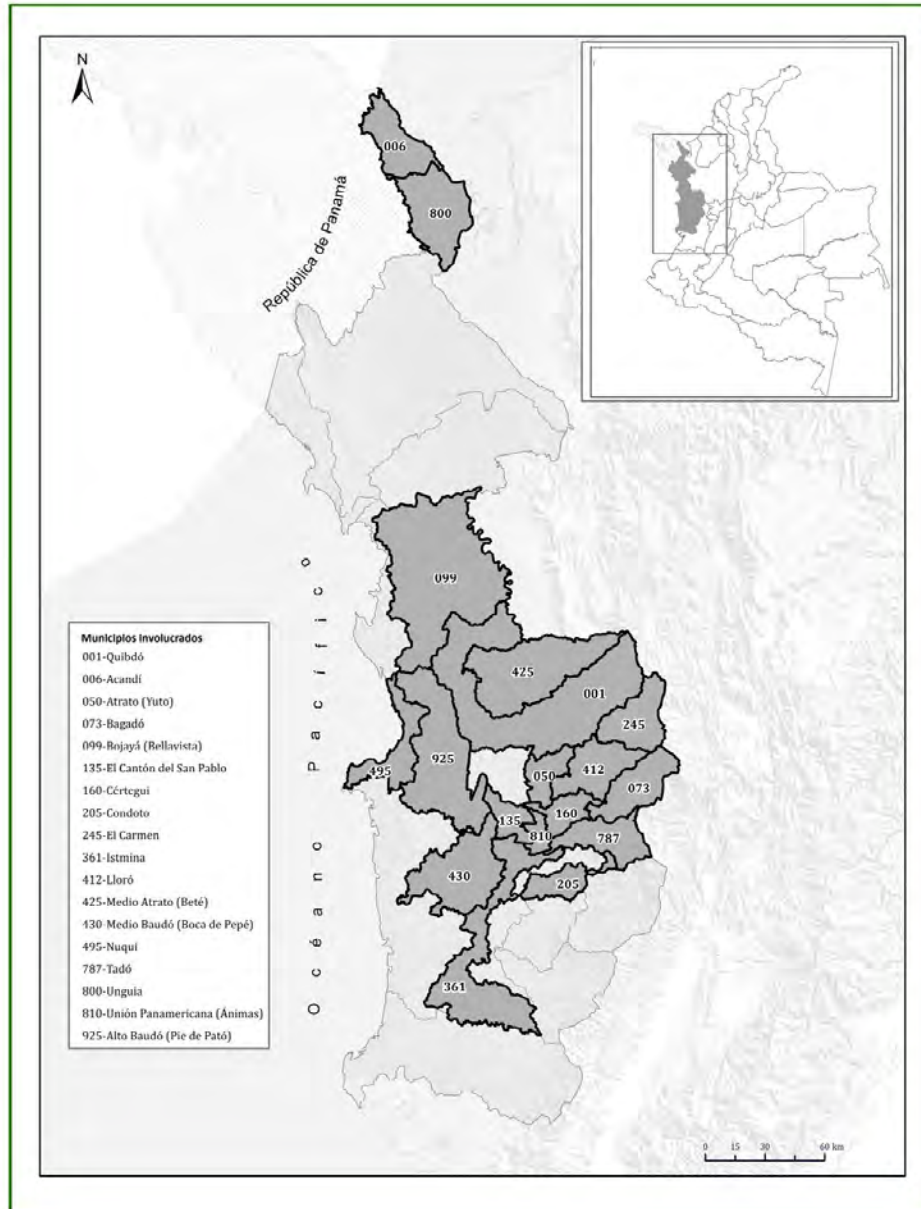 N
006
800
República de Panamá
099
425
001
245
925
495
050
412
073
135
160
810
787
430
205
361
Océano Pacífico
Municipios involucrados
001-Quibdó
006-Acandí
050-Atrato (Yuto)
073-Bagadó
099-Bojayá (Bellavista)
135-El Cantón del San Pablo
160-Cértegui
205-Condoto
245-El Carmen
361-Istmina
412-Lloró
425-Medio Atrato (Beté)
430-Medio Baudó (Boca de Pepé)
495-Nuquí
787-Tadó
800-Unguía
810-Unión Panamericana (Ánimas)
925-Alto Baudó (Pie de Pató)
0 15 30 60 km